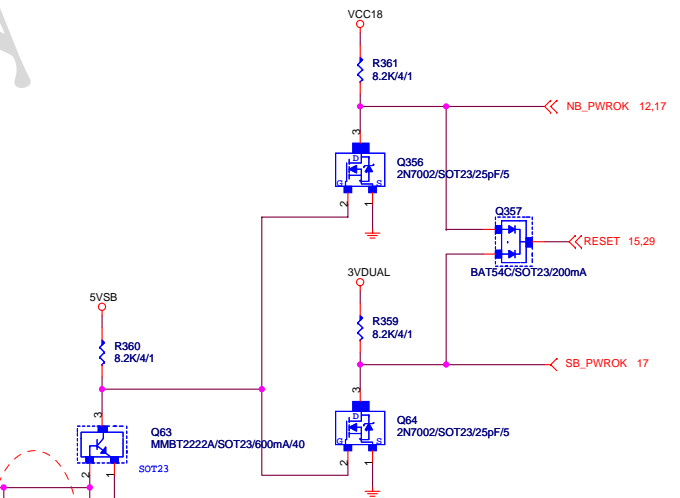 VCC18
R361
8.2K/4/1
NB_PWROK 12,17
3
D
G
S
Q356
2N7002/SOT23/25pF/5
2
1
Q357
RESET 15,29
BAT54C/SOT23/200mA
3VDUAL
R359
8.2K/4/1
5VSB
R360
8.2K/4/1
SB_PWROK 17
3
D
G
S
Q64
2N7002/SOT23/25pF/5
2
1
3
Q63
MMBT2222A/SOT23/600mA/40
SOT23
2
1